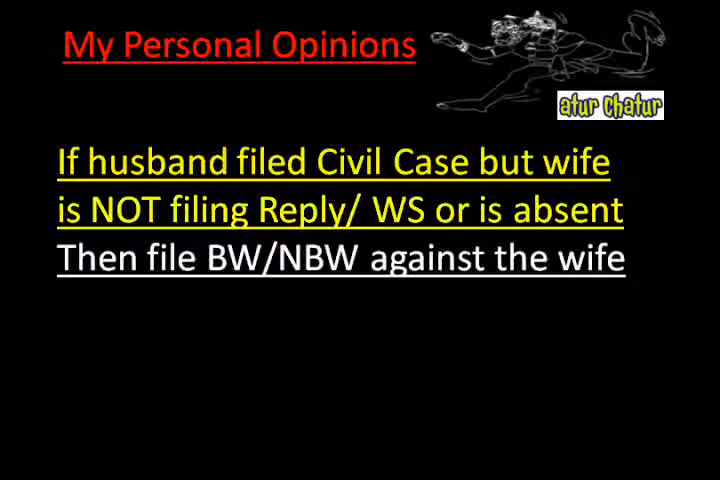 My Personal Opinions
atur chatur
If husband filed Civil Case but wife
is NOT filing Reply/ WS or is absent
Then file BW/NBW against the wife